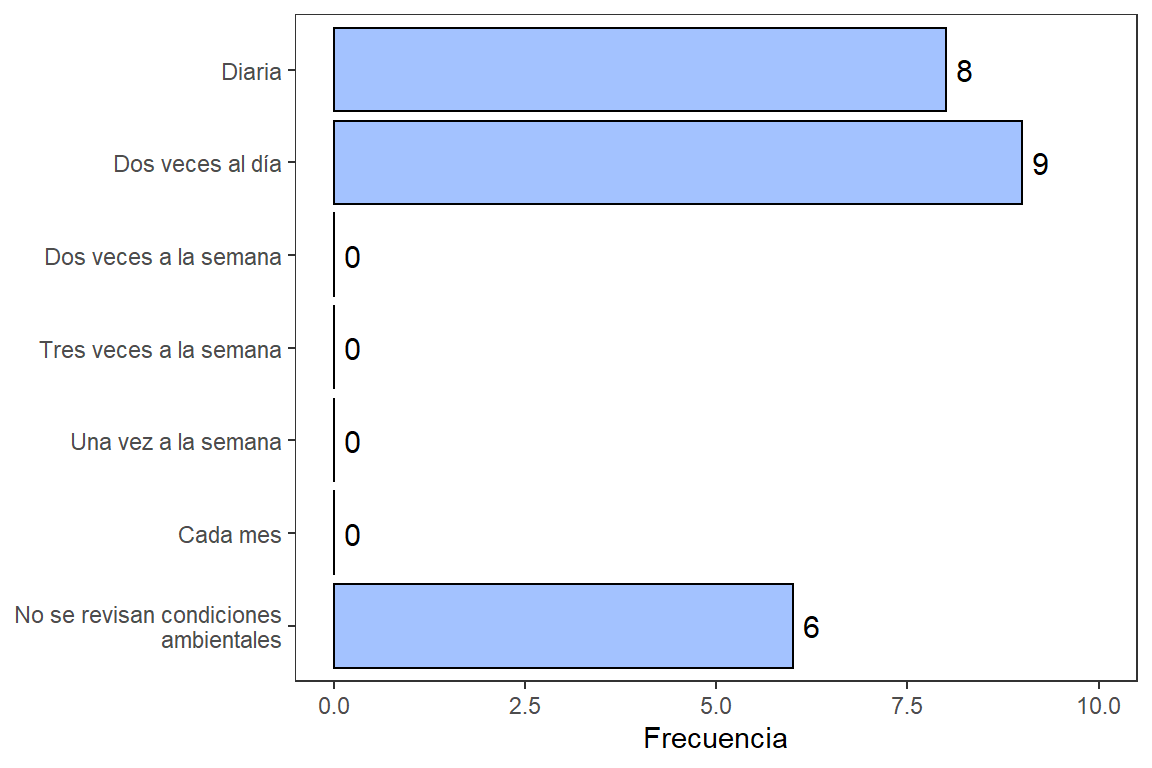 Diaria
8
Dos veces al día
9
Dos veces a la semana
0
Tres veces a la semana
0
Una vez a la semana
0
Cada mes
0
No se revisan condiciones
ambientales
6
0.0
2.5
5.0
7.5
10.0
Frecuencia